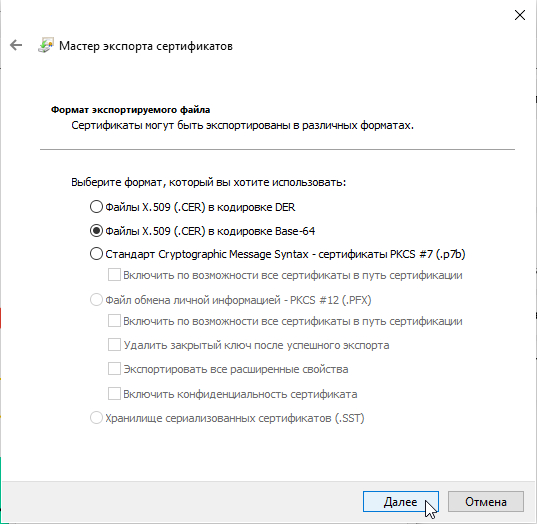 Мастер экспорта сертификатов
Формат экспортируемого файла
Сертификаты могут быть экспортированы в различных форматах.
Выберите формат, который вы хотите использовать:
Файлы X.509 (.CER) в кодировке DER
Файлы X.509 (.CER) в кодировке Base-64
Стандарт Cryptographic Message Syntax - сертификаты PKCS #7 (.p7b)
Включить по возможности все сертификаты в путь сертификации
Файл обмена личной информацией - PKCS #12 (.PFX)
Включить по возможности все сертификаты в путь сертификации
Удалить закрытый ключ после успешного экспорта
Экспортировать все расширенные свойства
Включить конфиденциальность сертификата
Хранилище сериализованных сертификатов (.SST)
Далее
Отмена